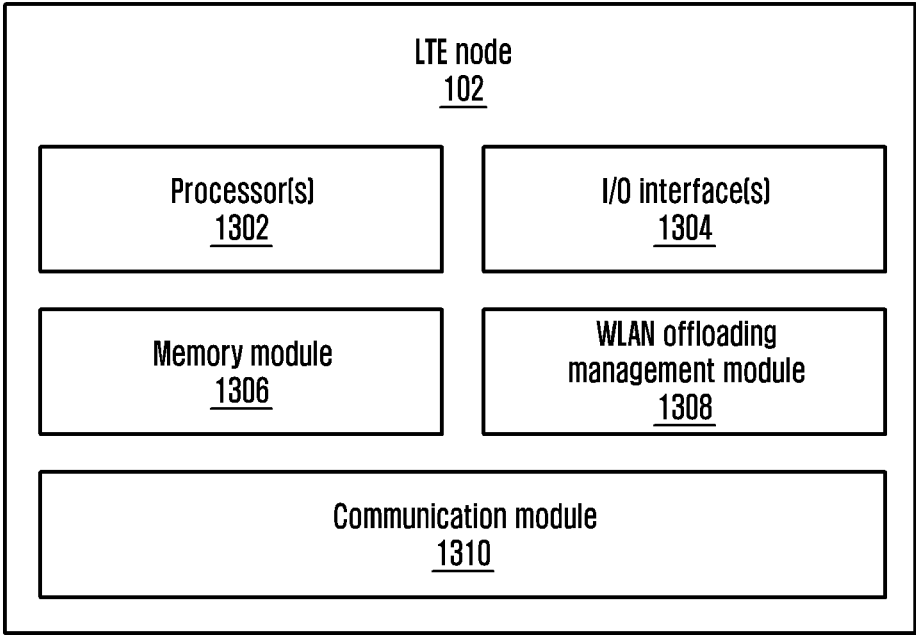 LTE node
102
Processor(s)
1302
I/O interface(s)
1304
Memory module
1306
WLAN offloading
management module
1308
Communication module
1310